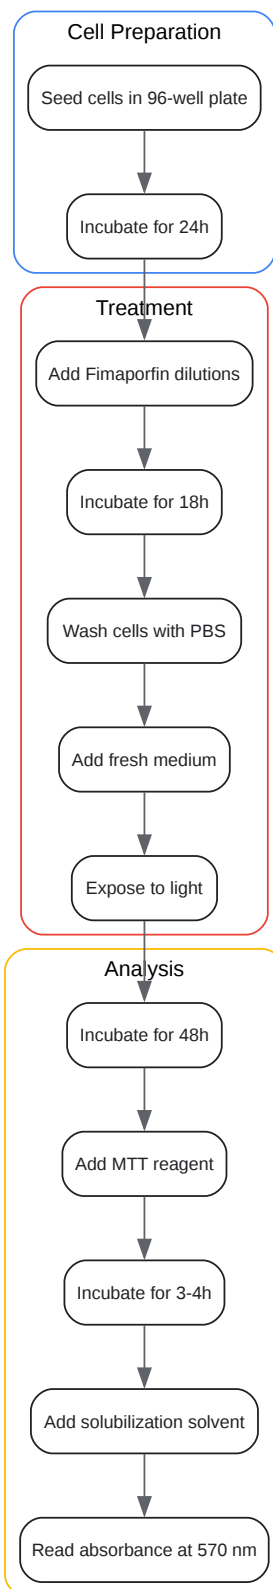 Cell Preparation
Seed cells in 96-well plate
Incubate for 24h
Treatment
Add Fimaporfin dilutions
Incubate for 18h
Wash cells with PBS
Add fresh medium
Expose to light
Analysis
Incubate for 48h
Add MTT reagent
Incubate for 3-4h
Add solubilization solvent
Read absorbance at 570 nm